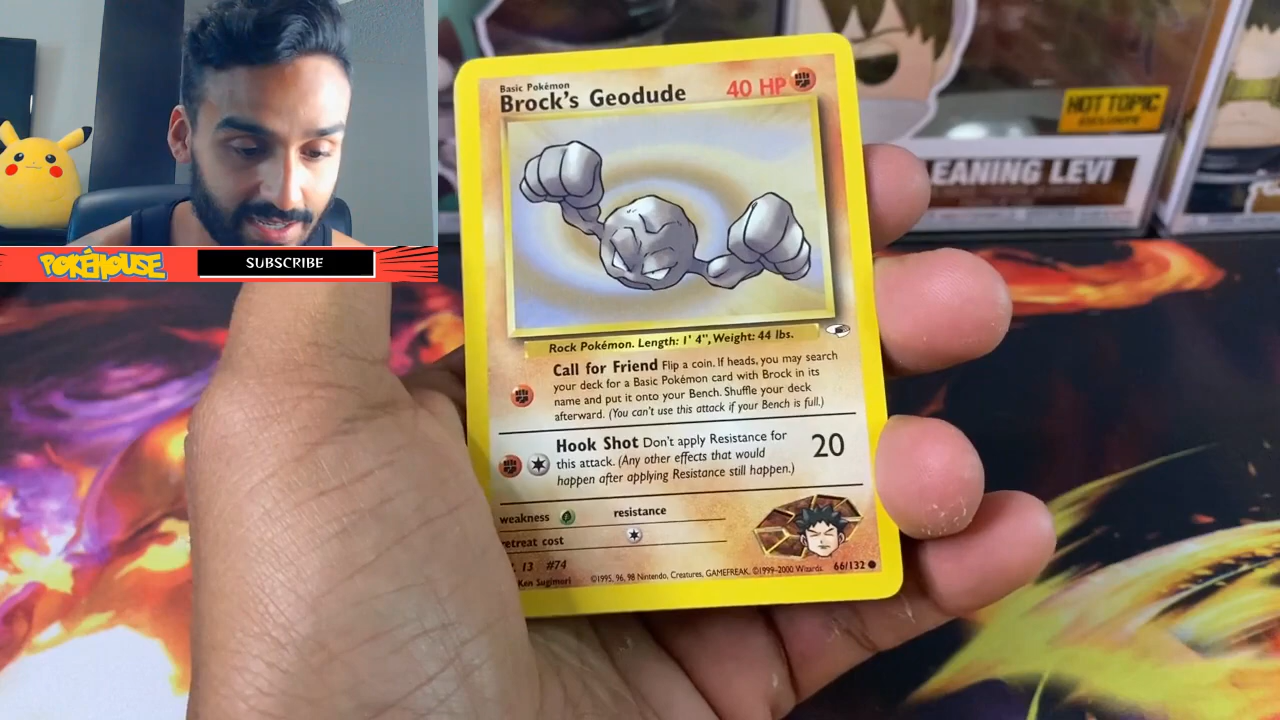 POKÉHOUSE
SUBSCRIBE
HOT TOPIC
EXCLUSIVE
EANING LEVI
Basic Pokémon
Brock's Geodude
40 HP
Rock Pokémon. Length: 1' 4", Weight: 44 lbs.
Call for Friend Flip a coin. If heads, you may search
your deck for a Basic Pokémon card with Brock in its
name and put it onto your Bench. Shuffle your deck
afterward. (You can't use this attack if your Bench is full.)
Hook Shot Don't apply Resistance for
this attack. (Any other effects that would
happen after applying Resistance still happen.)
20
weakness
resistance
etreat cost
. 13 #74
Ken Sugimori
©1995, 96, 98 Nintendo, Creatures, GAMEFREAK. ©1999-2000 Wizards.
66/132